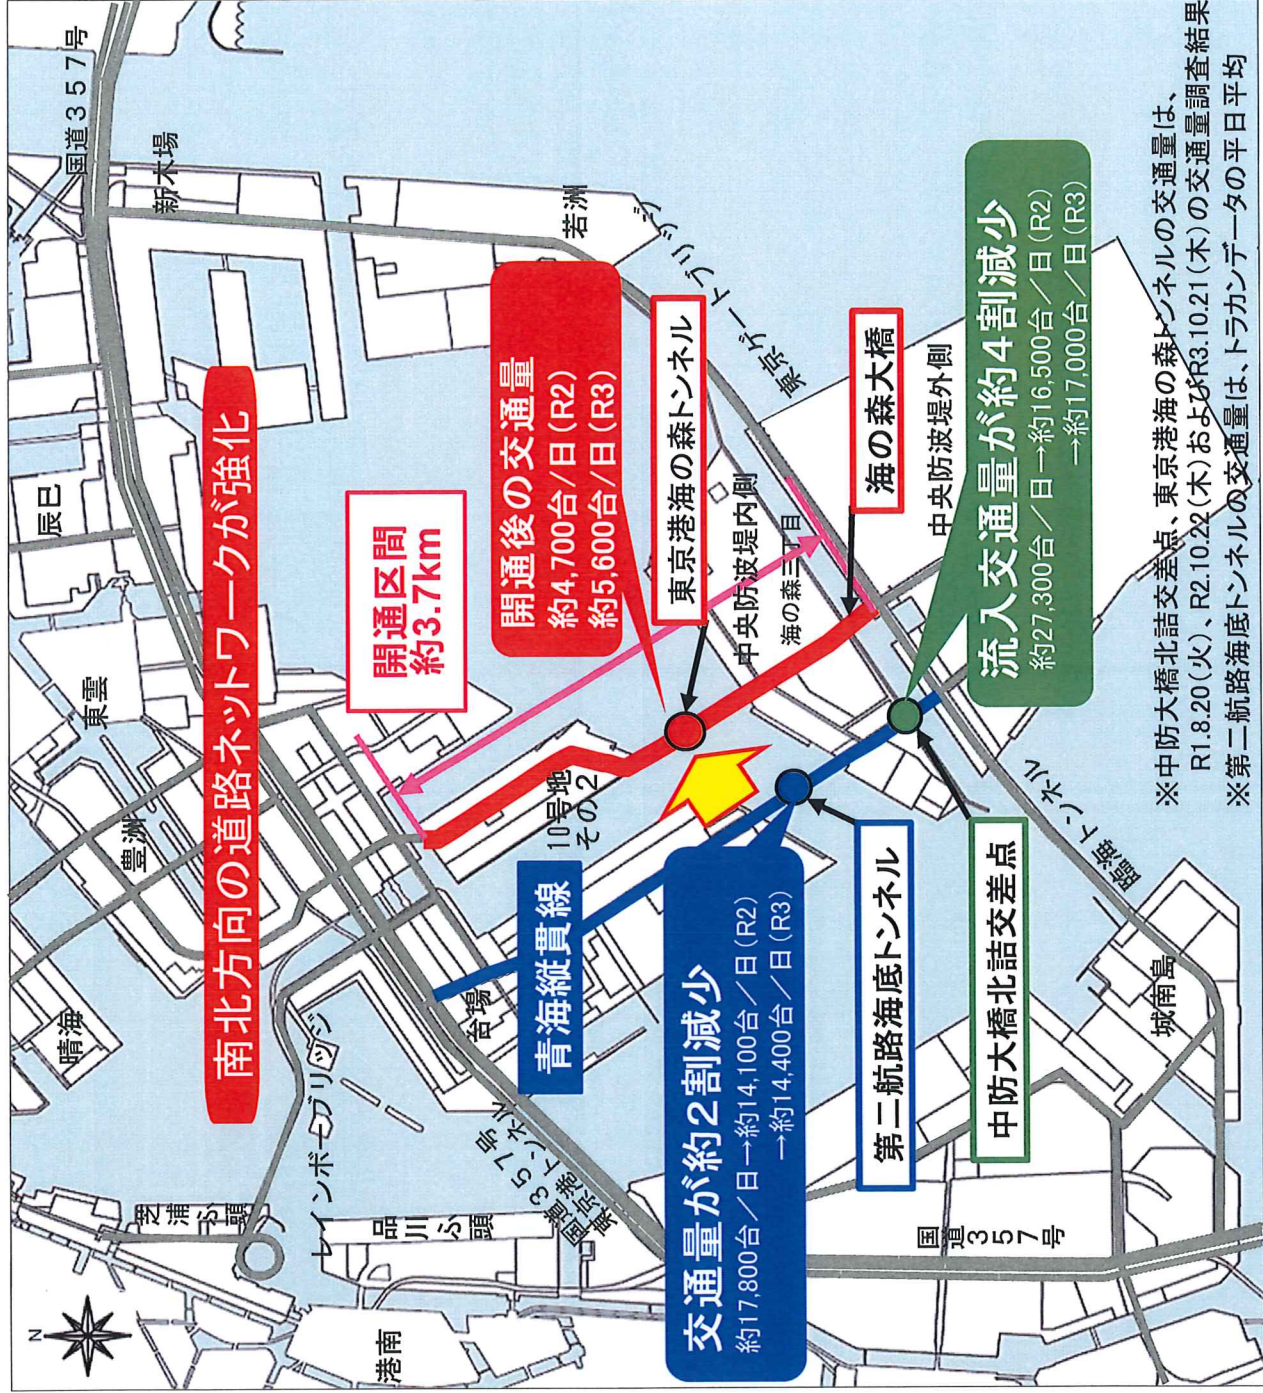 国道３５７号
新木場
若洲
東京ゲートブリッジ
辰巳
東雲
豊洲
晴海
南北方向の道路ネットワークが強化
開通区間
約3.7km
開通後の交通量
約4,700台/日(R2)
約5,600台/日(R3)
東京港海の森トンネル
中央防波堤内側
海の森三丁目
海の森大橋
中央防波堤外側
流入交通量が約４割減少
約27,300台／日→約16,500台／日(R2)
→約17,000台／日(R3)
10号地
その２
青海縦貫線
台場
レインボーブリッジ
芝浦ふ頭
品川ふ頭
港南
N
国道３５７号
東京港トンネル
交通量が約２割減少
約17,800台／日→約14,100台／日(R2)
→約14,400台／日(R3)
第二航路海底トンネル
中防大橋北詰交差点
臨海トンネル
城南島
国道３５７号
※中防大橋北詰交差点、東京港海の森トンネルの交通量は、
R1.8.20(火)、R2.10.22(木)およびR3.10.21(木)の交通量調査結果
※第二航路海底トンネルの交通量は、トラカンデータの平日平均